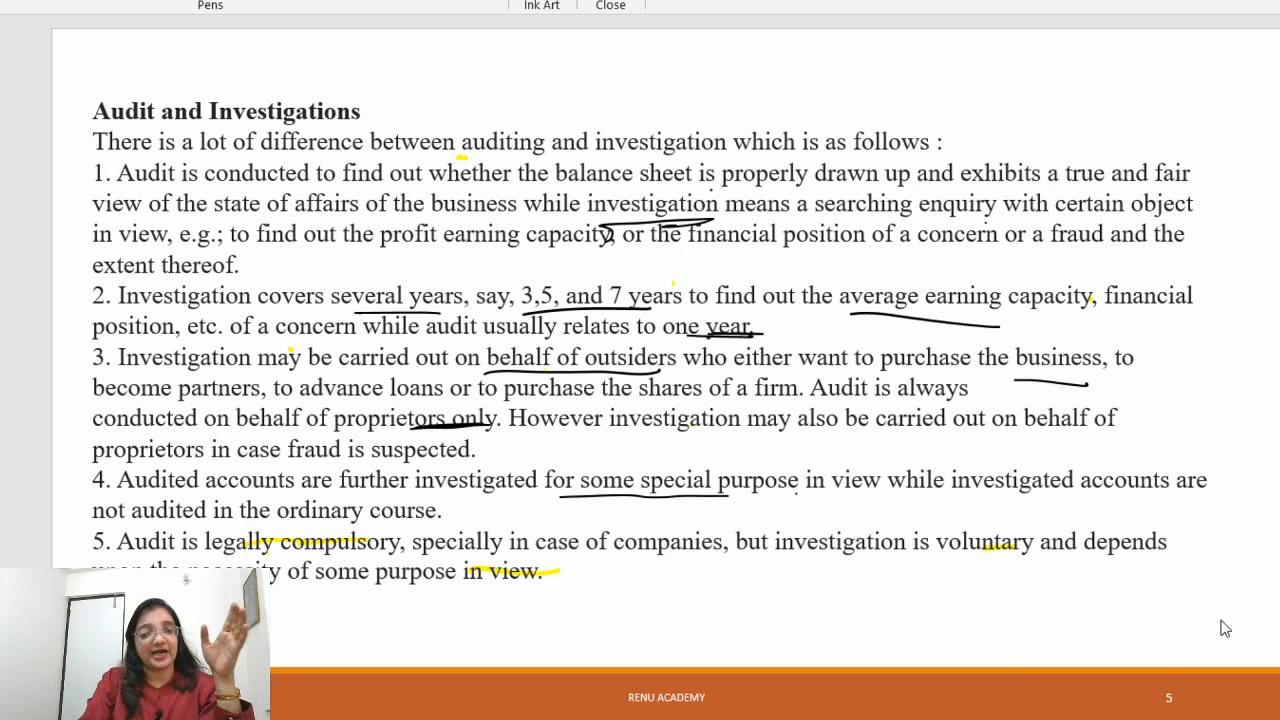 Pens Ink Art Close
Audit and Investigations
There is a lot of difference between auditing and investigation which is as follows :
1. Audit is conducted to find out whether the balance sheet is properly drawn up and exhibits a true and fair
view of the state of affairs of the business while investigation means a searching enquiry with certain object
in view, e.g.; to find out the profit earning capacity, or the financial position of a concern or a fraud and the
extent thereof.
2. Investigation covers several years, say, 3,5, and 7 years to find out the average earning capacity, financial
position, etc. of a concern while audit usually relates to one year.
3. Investigation may be carried out on behalf of outsiders who either want to purchase the business, to
become partners, to advance loans or to purchase the shares of a firm. Audit is always
conducted on behalf of proprietors only. However investigation may also be carried out on behalf of
proprietors in case fraud is suspected.
4. Audited accounts are further investigated for some special purpose in view while investigated accounts are
not audited in the ordinary course.
5. Audit is legally compulsory, specially in case of companies, but investigation is voluntary and depends
of some purpose in view.
RENU ACADEMY 5